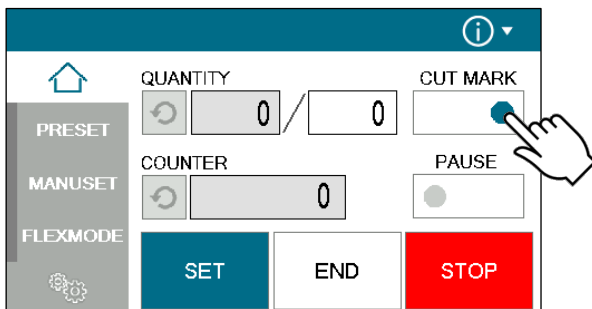 QUANTITY
CUT MARK
0 / 0
PRESET
COUNTER
PAUSE
MANUSET
0
FLEXMODE
SET
END
STOP